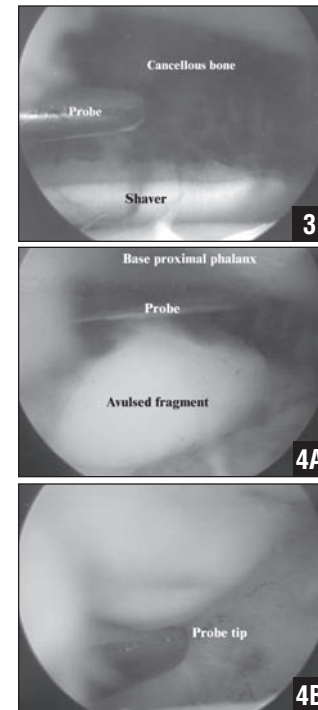 Cancellous bone
Probe
Shaver
3
Base proximal phalanx
Probe
Avulsed fragment
4A
Probe tip
4B